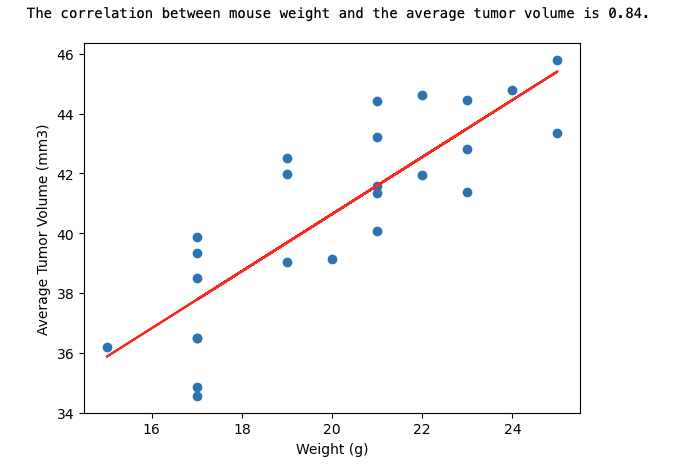 The correlation between mouse weight and the average tumor volume is 0.84.
46
44
42
40
38
36
34
Average Tumor Volume (mm3)
16 18 20 22 24
Weight (g)